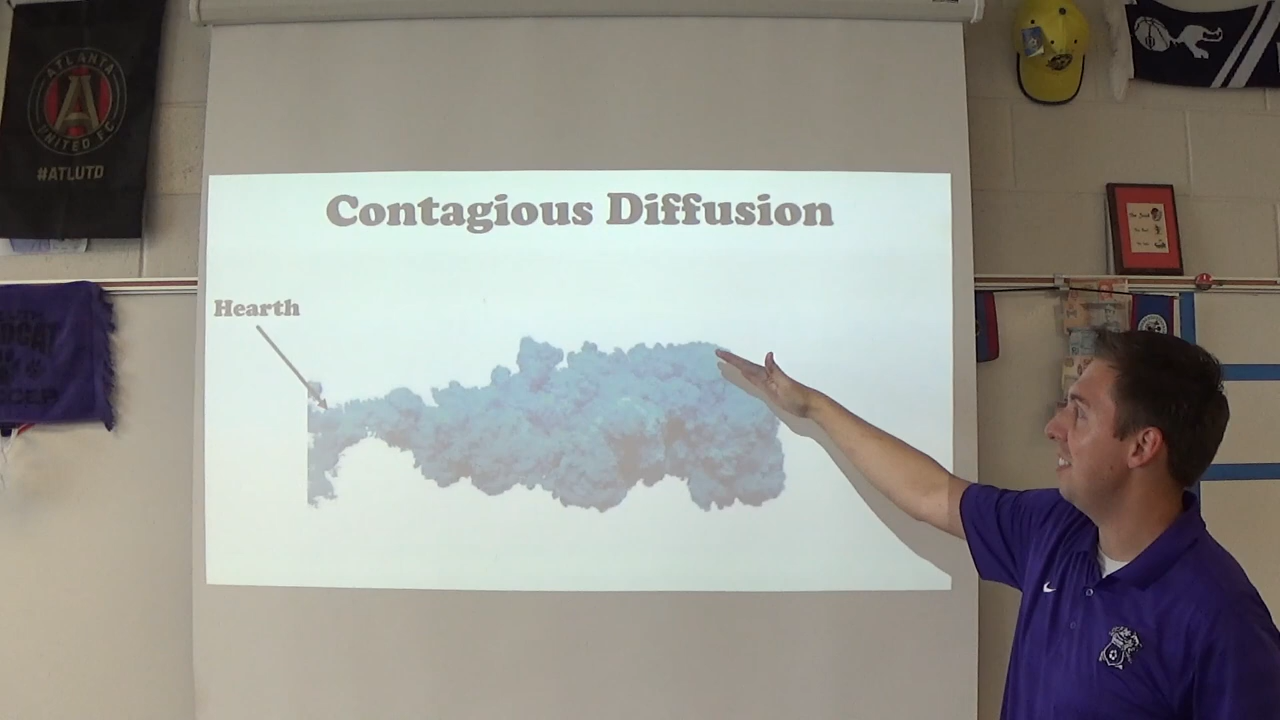 ATLANTA
A
UNITED FC
#ATLUTD
Contagious Diffusion
Hearth